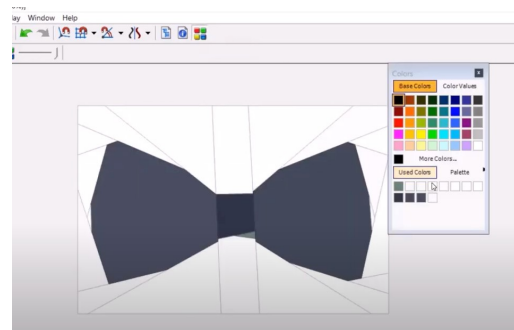 lay Window Help
Colors
x
Base Colors Color Values
More Colors...
Used Colors Palette